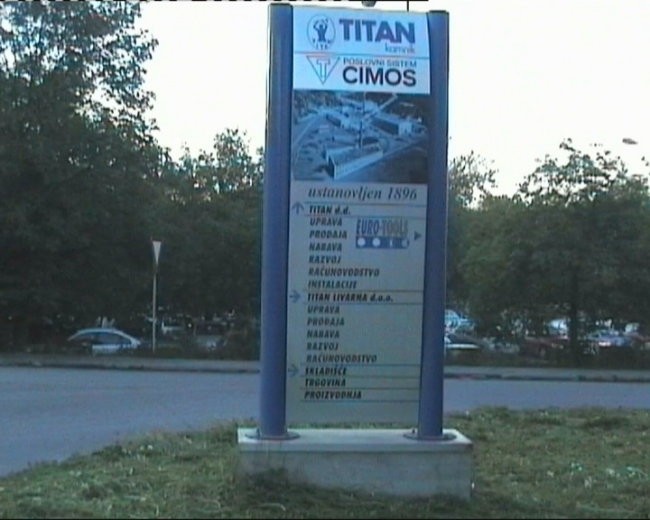 TITAN
kamnik
POSLOVNI SISTEM
CIMOS
ustanovljen 1896
TITAN d.d.
UPRAVA
PRODAJA
EURO-TOOLS
NABAVA
RAZVOJ
RAČUNOVODSTVO
INSTALACIJE
TITAN LIVARNA d.o.o.
UPRAVA
PRODAJA
NABAVA
RAZVOJ
RAČUNOVODSTVO
SKLADIŠČE
TRGOVINA
PROIZVODNJA